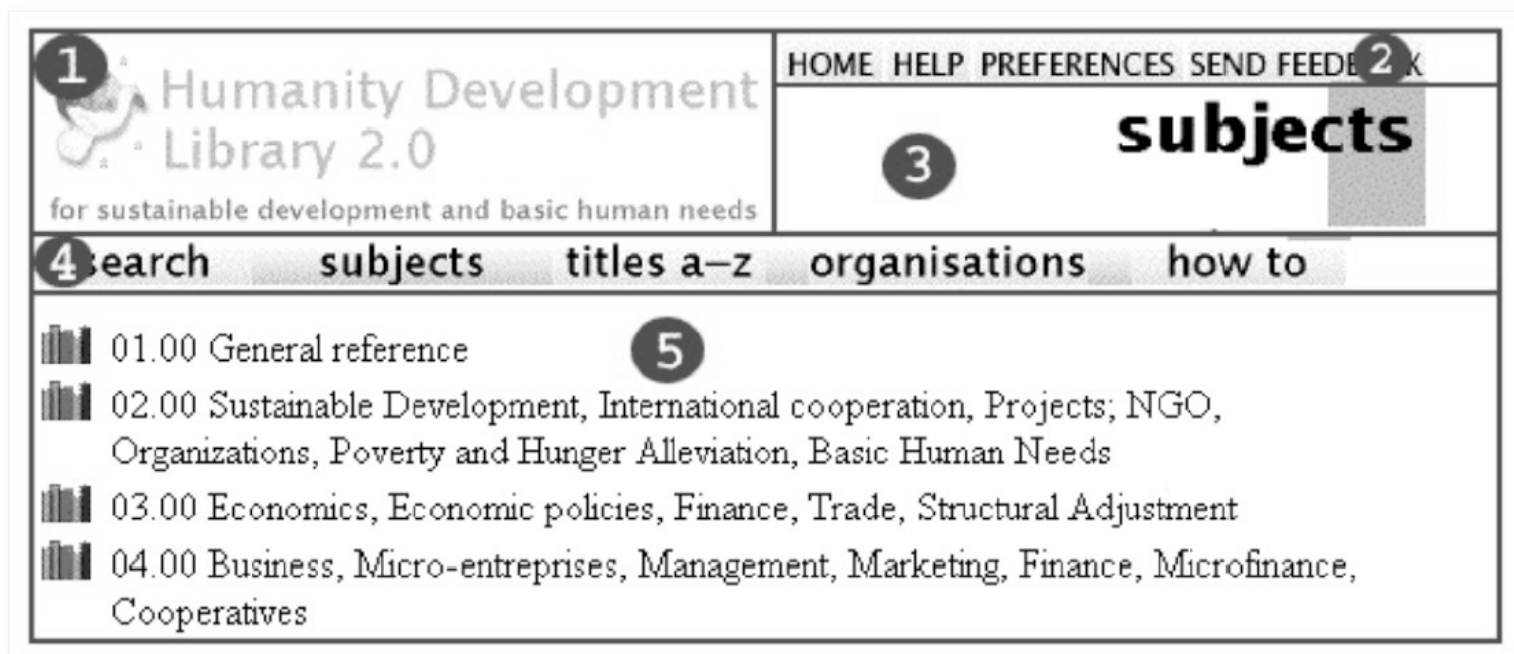 1
Humanity Development
Library 2.0
for sustainable development and basic human needs
HOME HELP PREFERENCES SEND FEEDB K
2
3
subjects
4
search subjects titles a–z organisations how to
5
01.00 General reference
02.00 Sustainable Development, International cooperation, Projects; NGO,
Organizations, Poverty and Hunger Alleviation, Basic Human Needs
03.00 Economics, Economic policies, Finance, Trade, Structural Adjustment
04.00 Business, Micro-entreprises, Management, Marketing, Finance, Microfinance,
Cooperatives